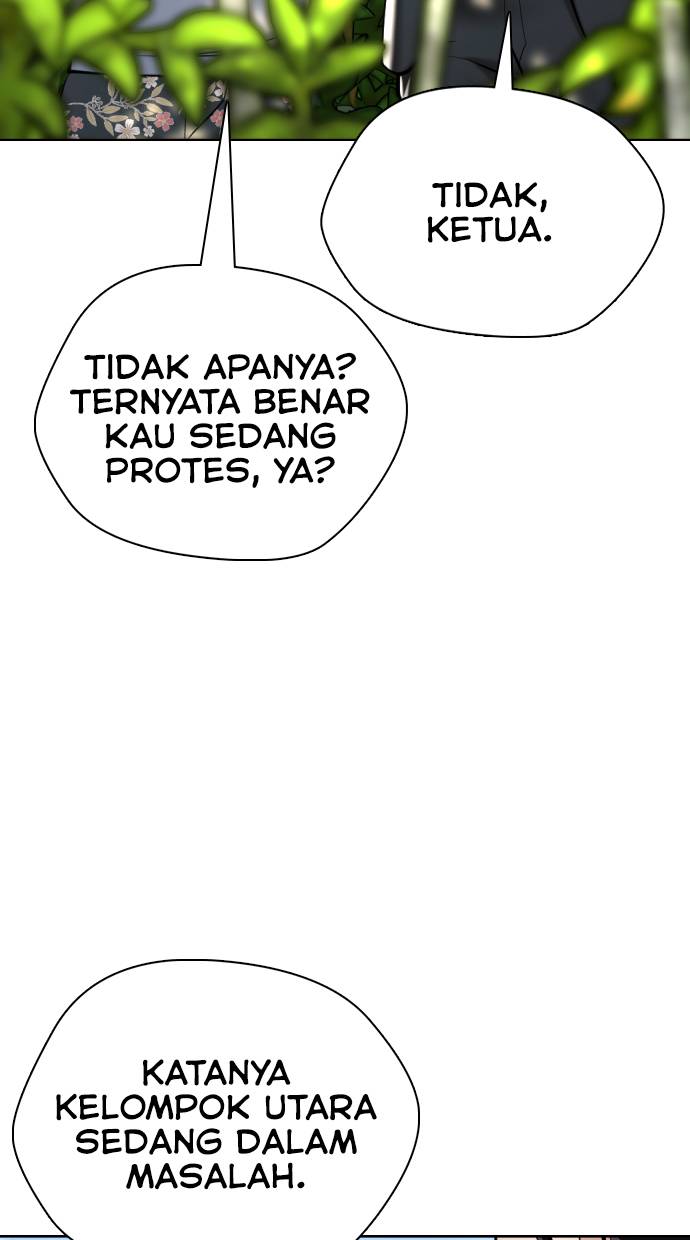 TIDAK,
KETUA.
TIDAK APANYA?
TERNYATA BENAR
KAU SEDANG
PROTES, YA?
KATANYA
KELOMPOK UTARA
SEDANG DALAM
MASALAH.